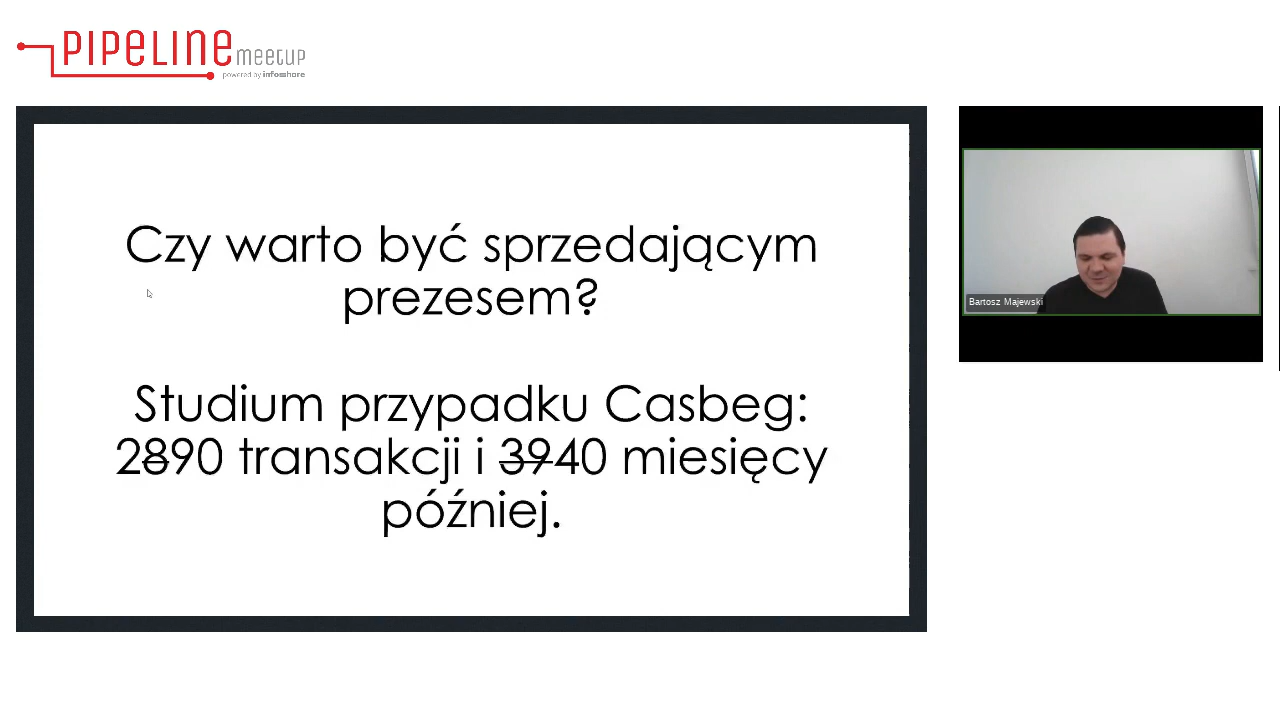 PIPELINE meetup
powered by infoshare
Czy warto być sprzedającym
prezesem?
Studium przypadku Casbeg:
2890 transakcji i 3940 miesięcy
później.
Bartosz Majewski